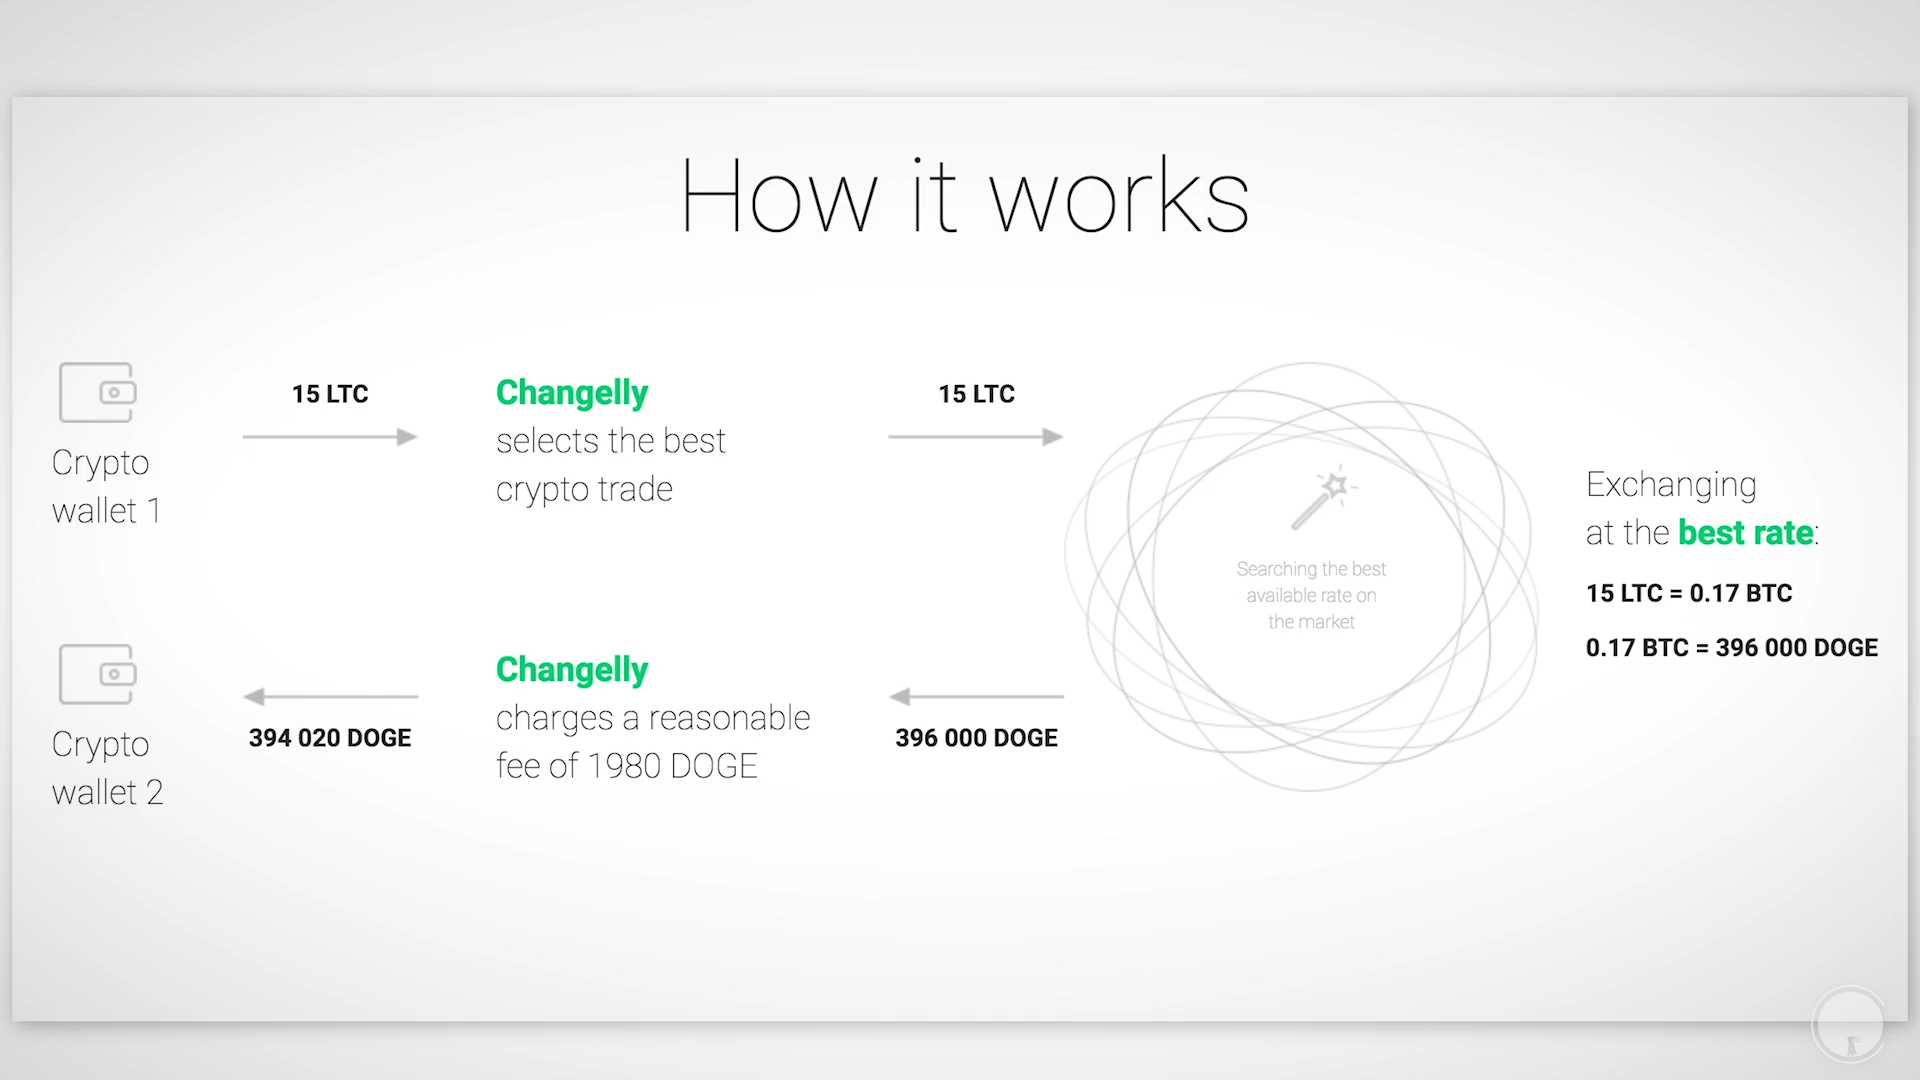 How it works
Crypto
wallet 1
15 LTC
Changelly
selects the best
crypto trade
15 LTC
Searching the best
available rate on
the market
Exchanging
at the best rate:
15 LTC = 0.17 BTC
0.17 BTC = 396 000 DOGE
396 000 DOGE
Changelly
charges a reasonable
fee of 1980 DOGE
394 020 DOGE
Crypto
wallet 2